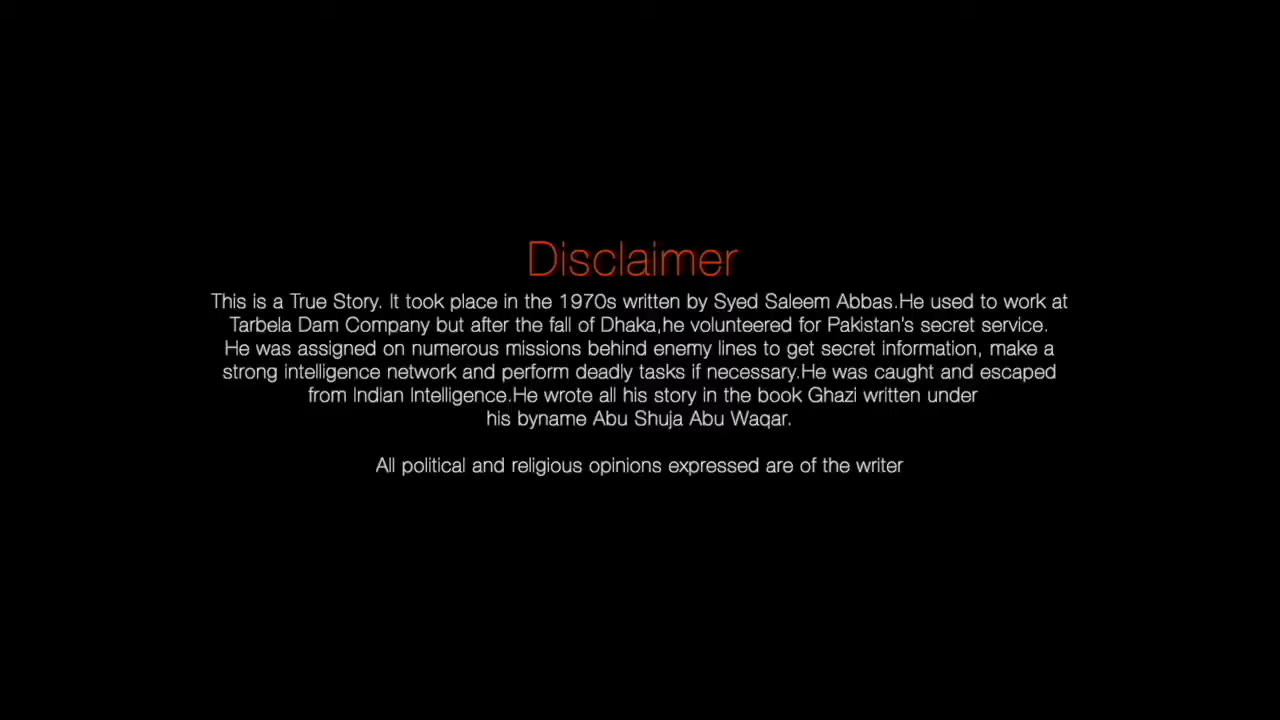 Disclaimer
This is a True Story. It took place in the 1970s written by Syed Saleem Abbas.He used to work at
Tarbela Dam Company but after the fall of Dhaka,he volunteered for Pakistan's secret service.
He was assigned on numerous missions behind enemy lines to get secret information, make a
strong intelligence network and perform deadly tasks if necessary.He was caught and escaped
from Indian Intelligence.He wrote all his story in the book Ghazi written under
his byname Abu Shuja Abu Waqar.
All political and religious opinions expressed are of the writer